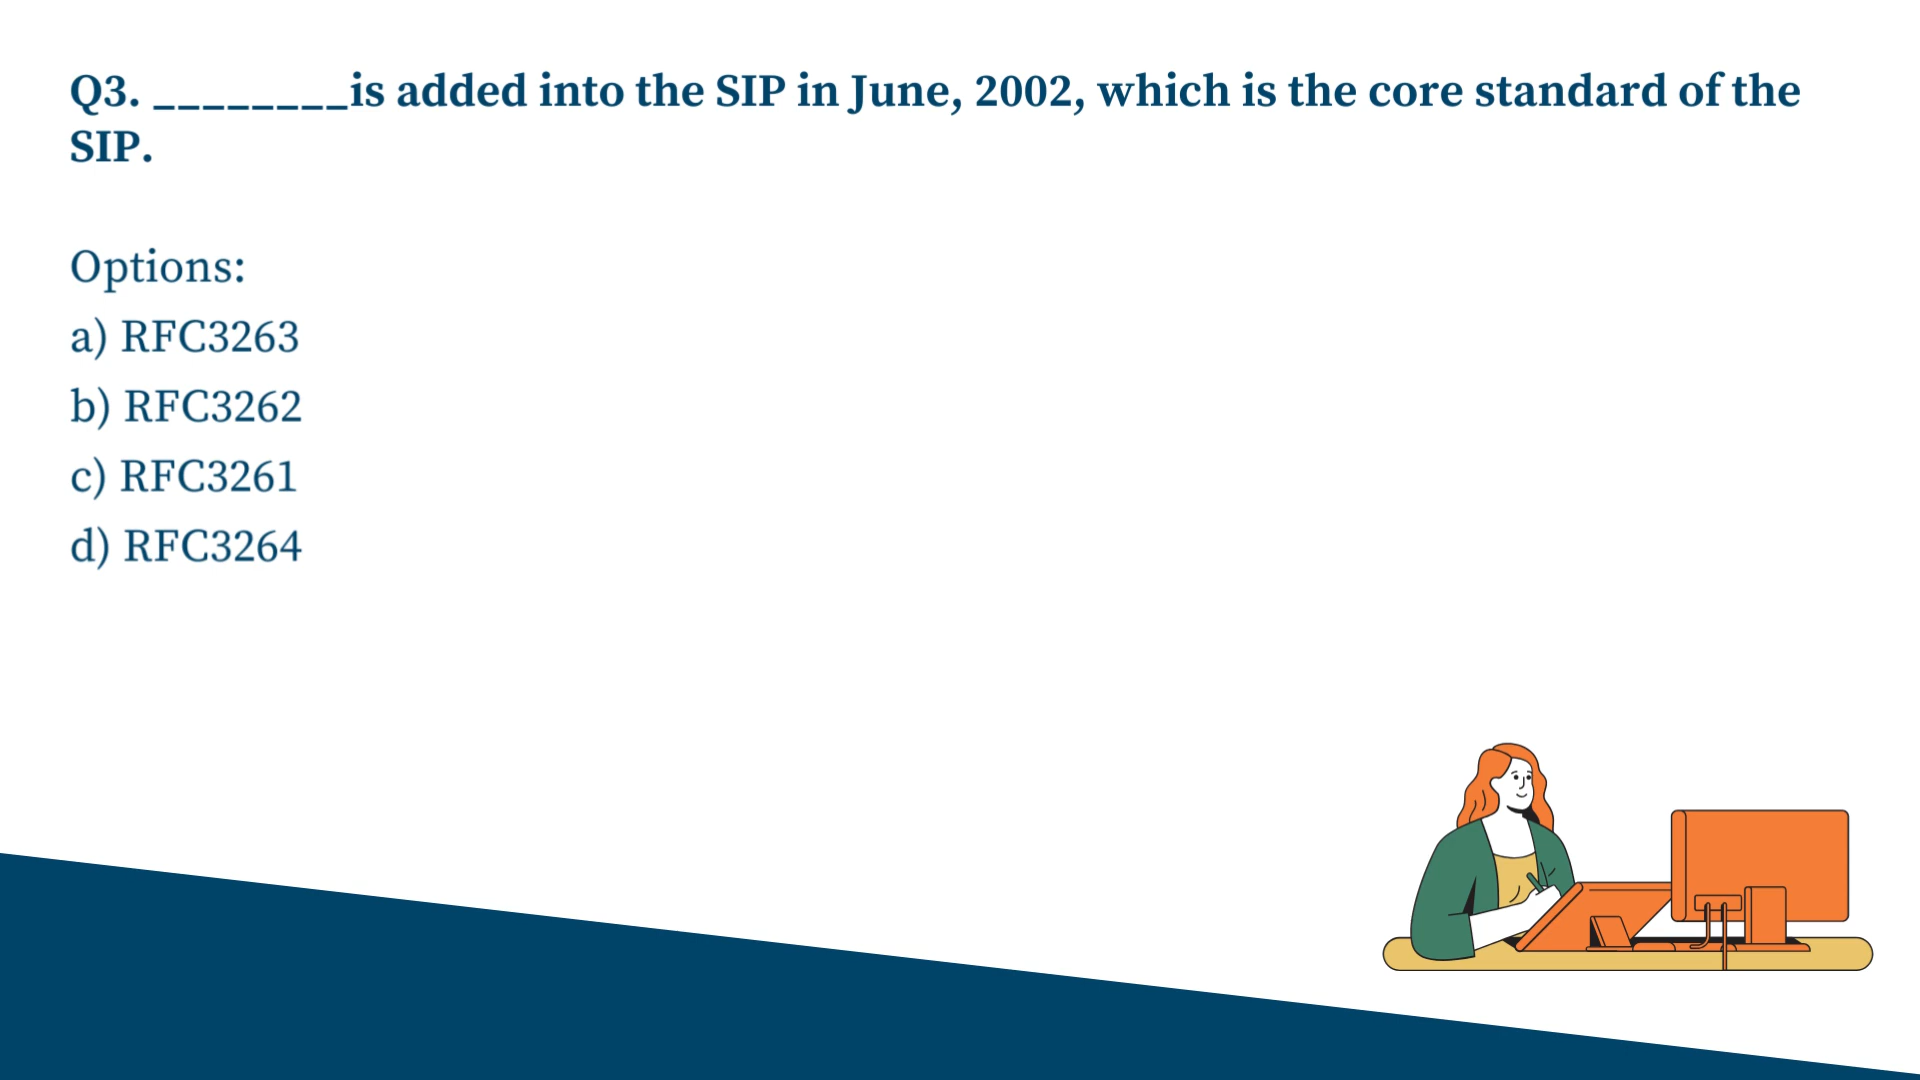 Q3. _________is added into the SIP in June, 2002, which is the core standard of the
SIP.
Options:
a) RFC3263
b) RFC3262
c) RFC3261
d) RFC3264